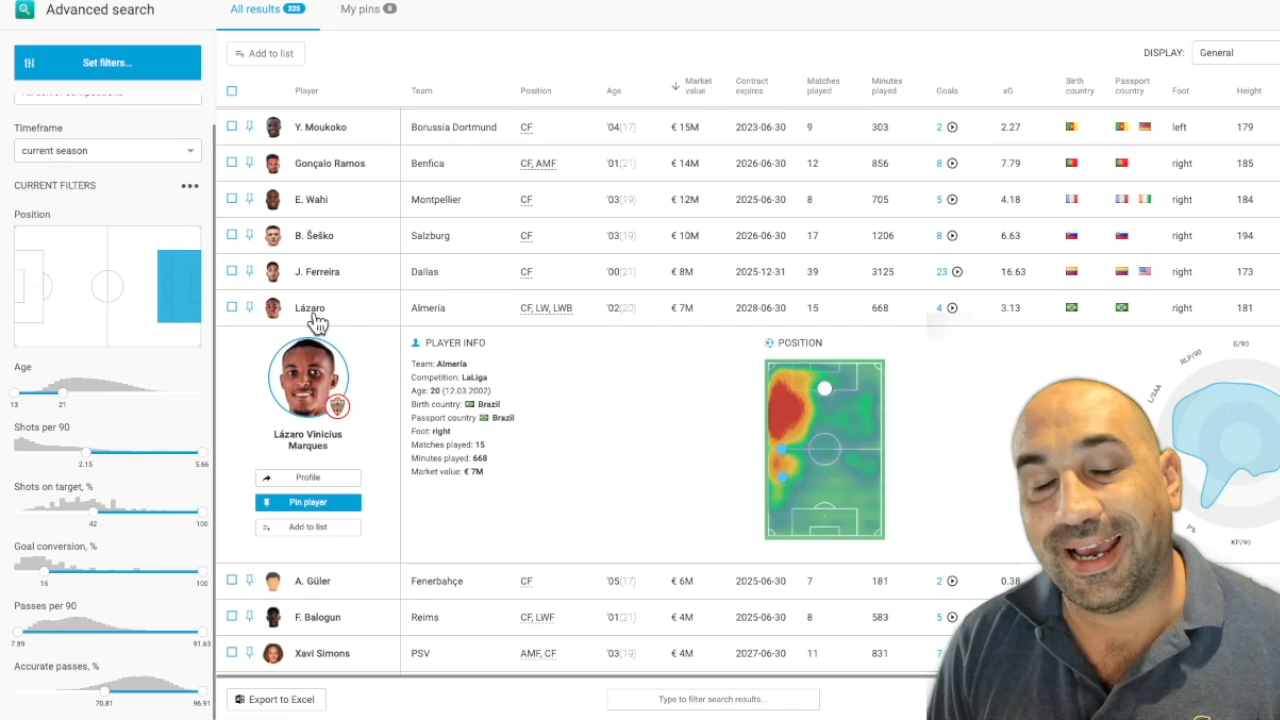 Advanced search
All results 225
My pins 0
Set filters...
Add to list
DISPLAY: General
Player Team Position Age Market value Contract expires Matches played Minutes played Goals xG Birth country Passport country Foot Height
Timeframe
current season
CURRENT FILTERS
Position
Age
13 21
Shots per 90
2.15 5.66
Shots on target, %
42 100
Goal conversion, %
16 100
Passes per 90
7.89 91.63
Accurate passes, %
70.81 96.91
Y. Moukoko Borussia Dortmund CF '04(17) € 15M 2023-06-30 9 303 2 2.27 left 179
Gonçalo Ramos Benfica CF, AMF '01(21) € 14M 2026-06-30 12 856 8 7.79 right 185
E. Wahi Montpellier CF '03(19) € 12M 2025-06-30 8 705 5 4.18 right 184
B. Šeško Salzburg CF '03(19) € 10M 2026-06-30 17 1206 8 6.63 right 194
J. Ferreira Dallas CF '00(21) € 8M 2025-12-31 39 3125 23 16.63 right 173
Lázaro Almería CF, LW, LWB '02(20) € 7M 2028-06-30 15 668 4 3.13 right 181
Lázaro Vinicius
Marques
Profile
Pin player
Add to list
PLAYER INFO
Team: Almería
Competition: LaLiga
Age: 20 (12.03.2002)
Birth country: Brazil
Passport country Brazil
Foot: right
Matches played: 15
Minutes played: 668
Market value: € 7M
POSITION
G/90
RLP/90
L/SAA
KP/90
A. Güler Fenerbahçe CF '05(17) € 6M 2025-06-30 7 181 2 0.38
F. Balogun Reims CF, LWF '01(21) € 4M 2025-06-30 8 583 5
Xavi Simons PSV AMF, CF '03(19) € 4M 2027-06-30 11 831 7
Export to Excel
Type to filter search results...